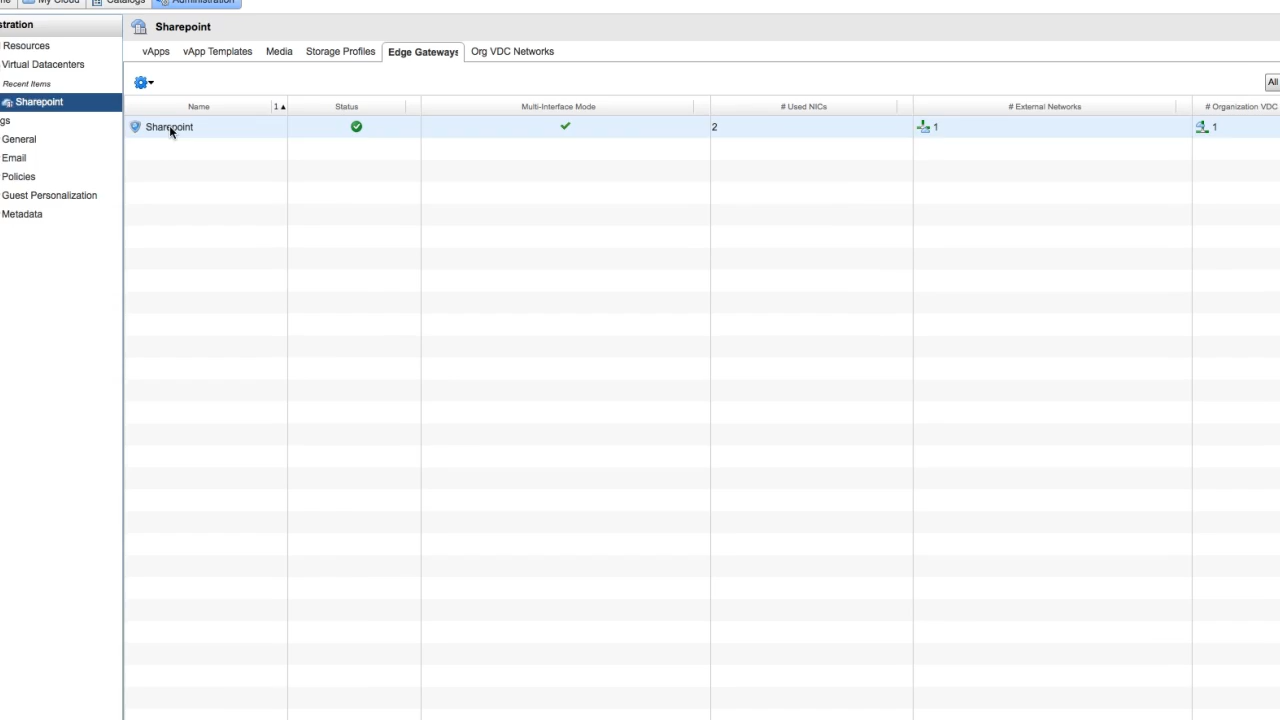 My Cloud Catalogs Administration
Sharepoint
vApps vApp Templates Media Storage Profiles Edge Gateways Org VDC Networks
All
Name 1 Status Multi-Interface Mode # Used NICs # External Networks # Organization VDC
Sharepoint 2 1 1
stration
Resources
Virtual Datacenters
Recent Items
Sharepoint
gs
General
Email
Policies
Guest Personalization
Metadata